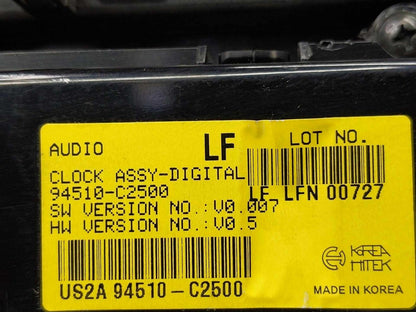 AUDIO LF LOT NO.
CLOCK ASSY-DIGITAL
94510-C2500 LF LFN 00727
SW VERSION NO.:V0.007
HW VERSION NO.:V0.5
KOREA
HITEK
US2A 94510-C2500 MADE IN KOREA